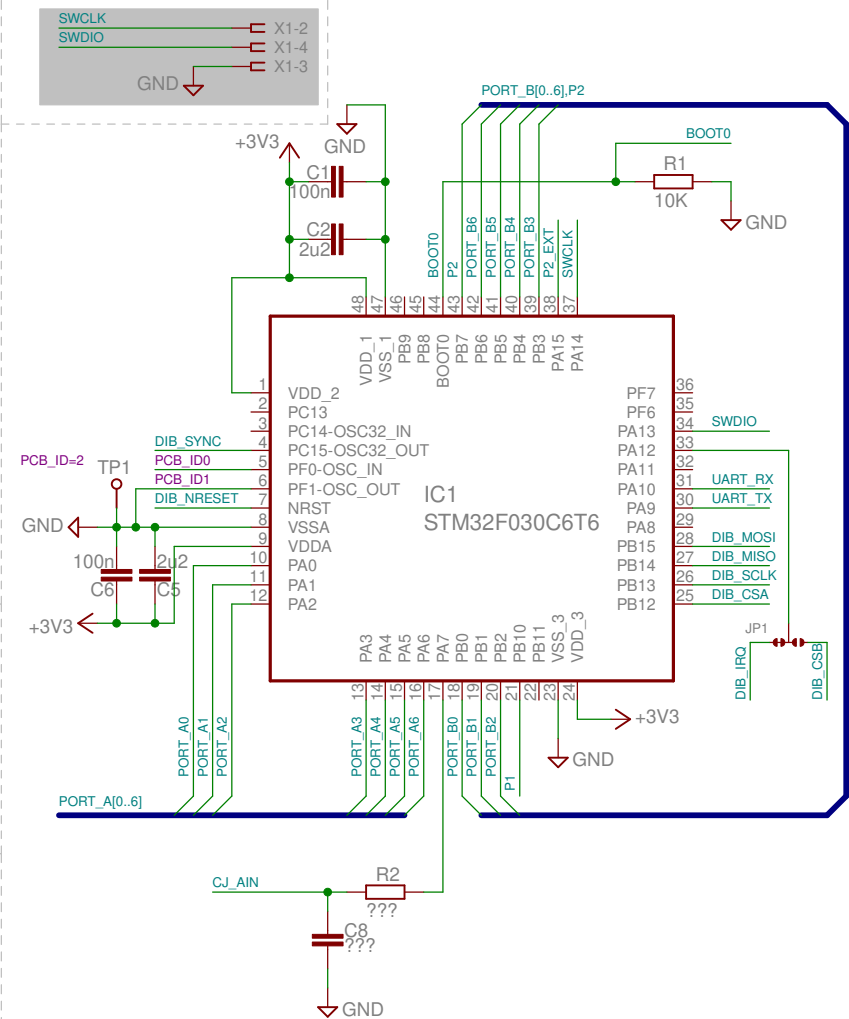 SWCLK
X1-2
SWDIO
X1-4
X1-3
GND
PORT_B[0..6],P2
GND
+3V3
BOOT0
C1
100n
R1
10K
GND
C2
2u2
BOOT0
P2
PORT_B6
PORT_B5
PORT_B4
PORT_B3
P2_EXT
SWCLK
48
47
46
45
44
43
42
41
40
39
38
37
VDD_1
VSS_1
PB9
PB8
BOOT0
PB7
PB6
PB5
PB4
PB3
PA15
PA14
1 VDD_2
2 PC13
3 PC14-OSC32_IN
DIB_SYNC 4 PC15-OSC32_OUT
PCB_ID0 5 PF0-OSC_IN
PCB_ID1 6 PF1-OSC_OUT
DIB_NRESET 7 NRST
8 VSSA
9 VDDA
10 PA0
11 PA1
12 PA2
PCB_ID=2
TP1
GND
100n
C6
2u2
C5
+3V3
IC1
STM32F030C6T6
PF7 36
PF6 35
PA13 34 SWDIO
PA12 33
PA11 32
PA10 31 UART_RX
PA9 30 UART_TX
PA8 29
PB15 28 DIB_MOSI
PB14 27 DIB_MISO
PB13 26 DIB_SCLK
PB12 25 DIB_CSA
JP1
DIB_IRQ
DIB_CSB
PA3
PA4
PA5
PA6
PA7
PB0
PB1
PB2
PB10
PB11
VSS_3
VDD_3
13
14
15
16
17
18
19
20
21
22
23
24
+3V3
GND
PORT_A0
PORT_A1
PORT_A2
PORT_A3
PORT_A4
PORT_A5
PORT_A6
PORT_B0
PORT_B1
PORT_B2
P1
PORT_A[0..6]
CJ_AIN
R2
???
C8
???
GND